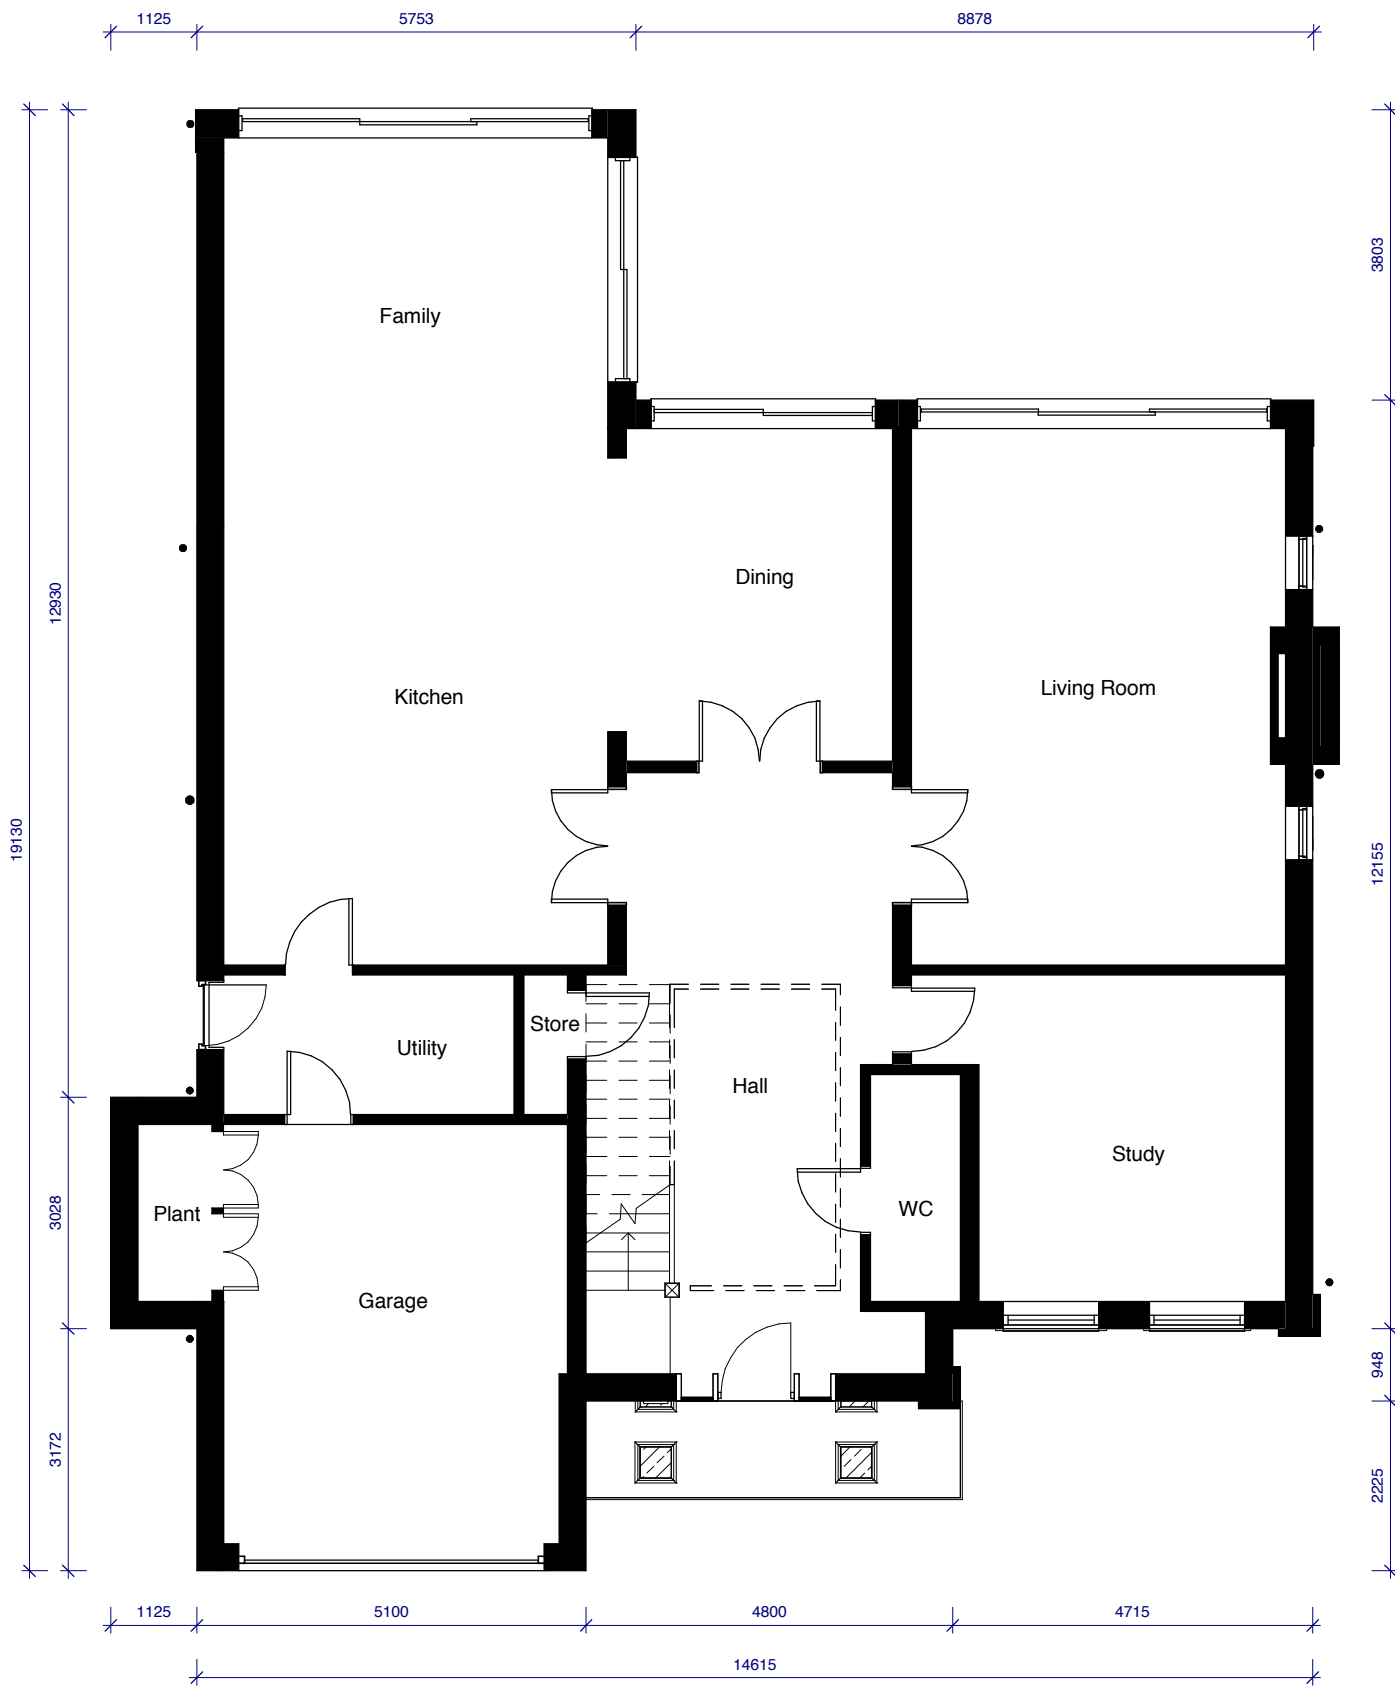 1125
5753
8878
3803
Family
Dining
12930
Living Room
Kitchen
19130
12155
Store
Utility
Hall
Study
WC
Plant
3028
Garage
948
3172
2225
1125
5100
4800
4715
14615